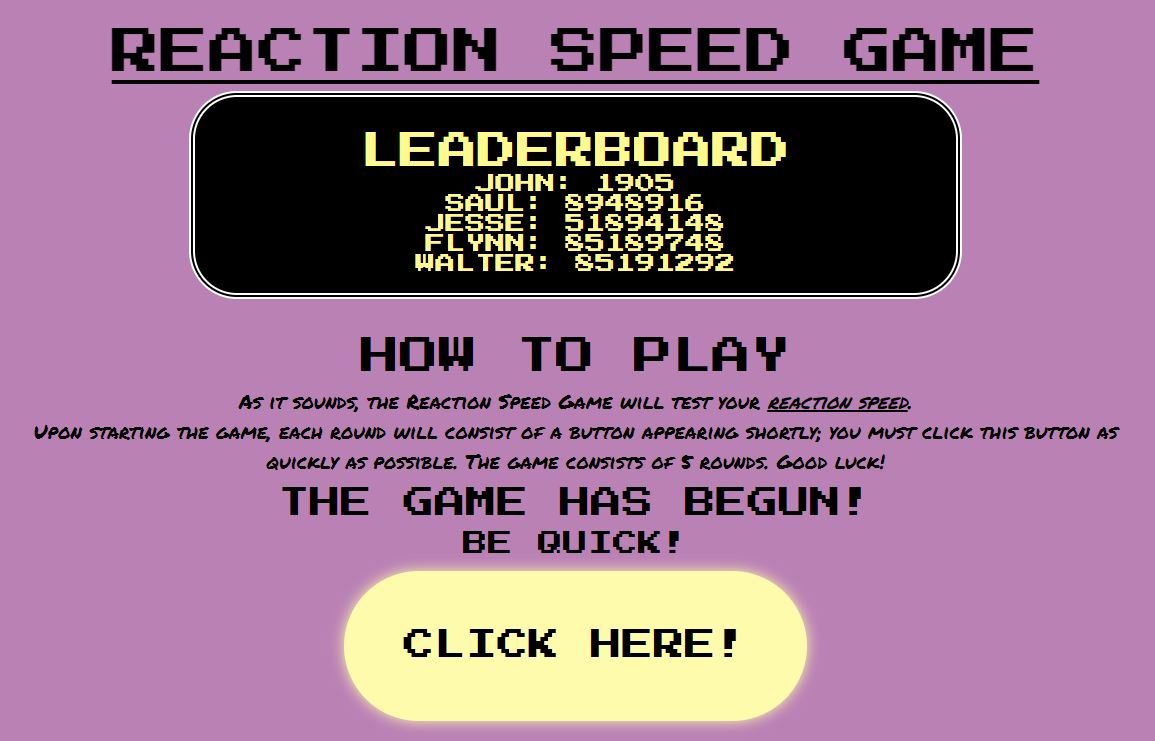 REACTION SPEED GAME
LEADERBOARD
JOHN: 1905
SAUL: 8948916
JESSE: 51894148
FLYNN: 85189748
WALTER: 85191292
HOW TO PLAY
As it sounds, the Reaction Speed Game will test your reaction speed.
Upon starting the game, each round will consist of a button appearing shortly; you must click this button as
quickly as possible. The game consists of 5 rounds. Good luck!
THE GAME HAS BEGUN!
BE QUICK!
CLICK HERE!